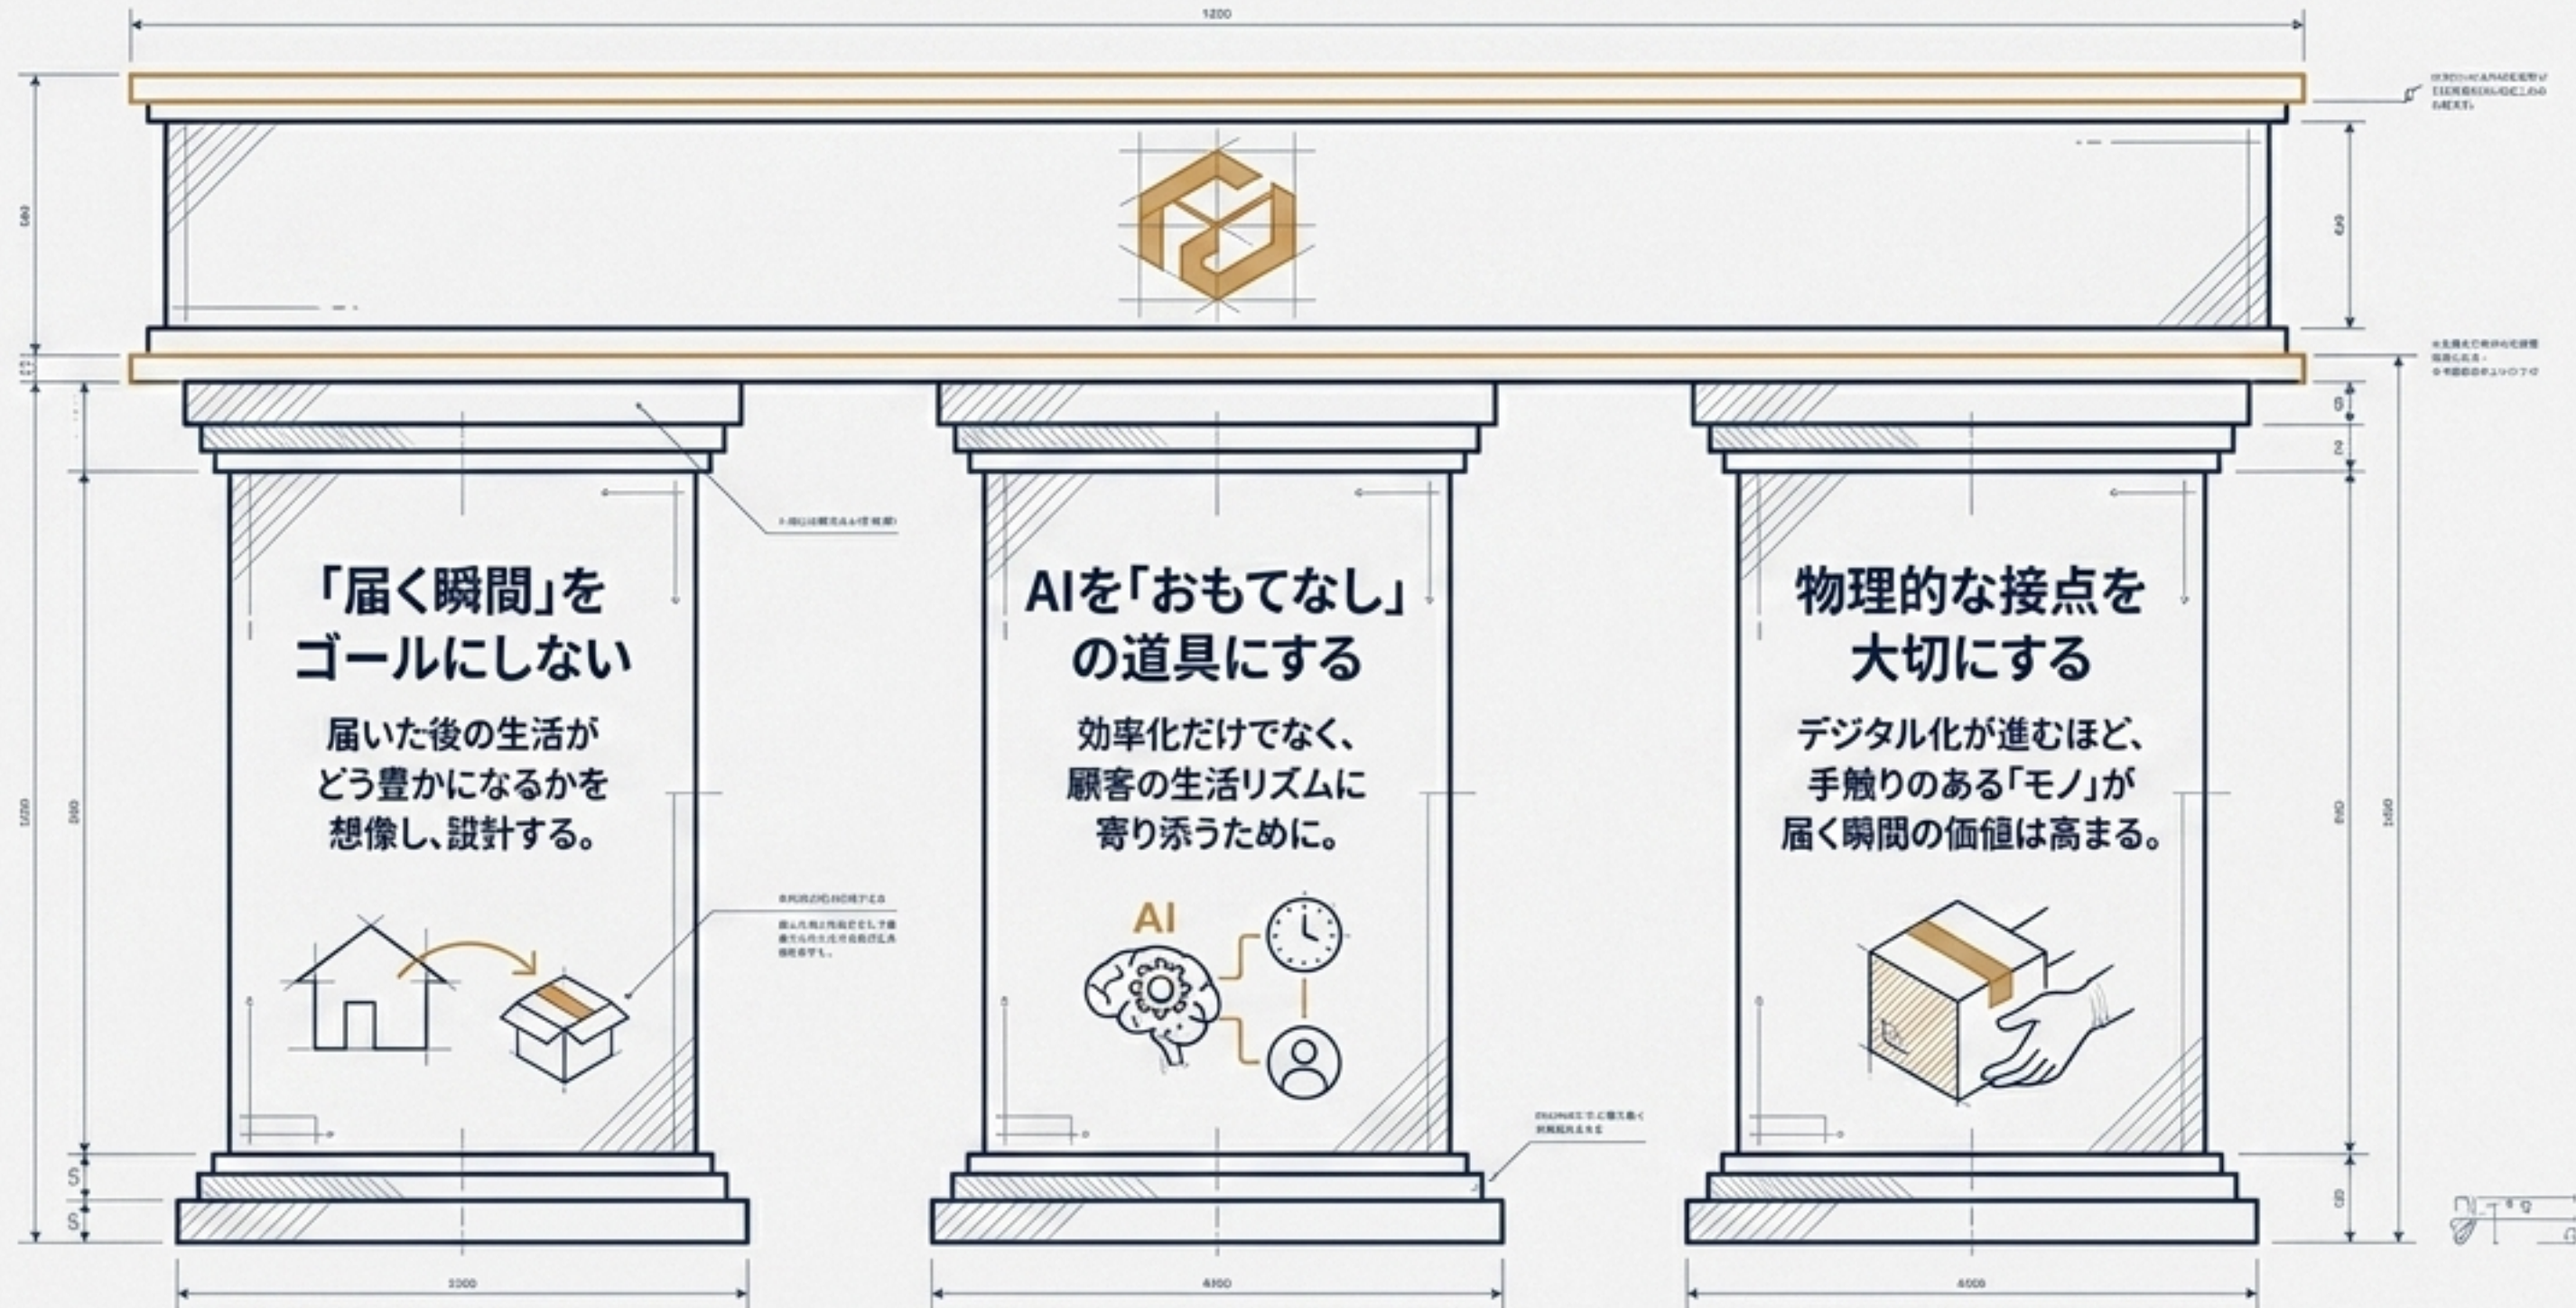 「届く瞬間」を
ゴールにしない
届いた後の生活が
どう豊かになるかを
想像し、設計する。
AIを「おもてなし」
の道具にする
効率化だけでなく、
顧客の生活リズムに
寄り添うために。
AI
物理的な接点を
大切にする
デジタル化が進むほど、
手触りのある「モノ」が
届く瞬間の価値は高まる。